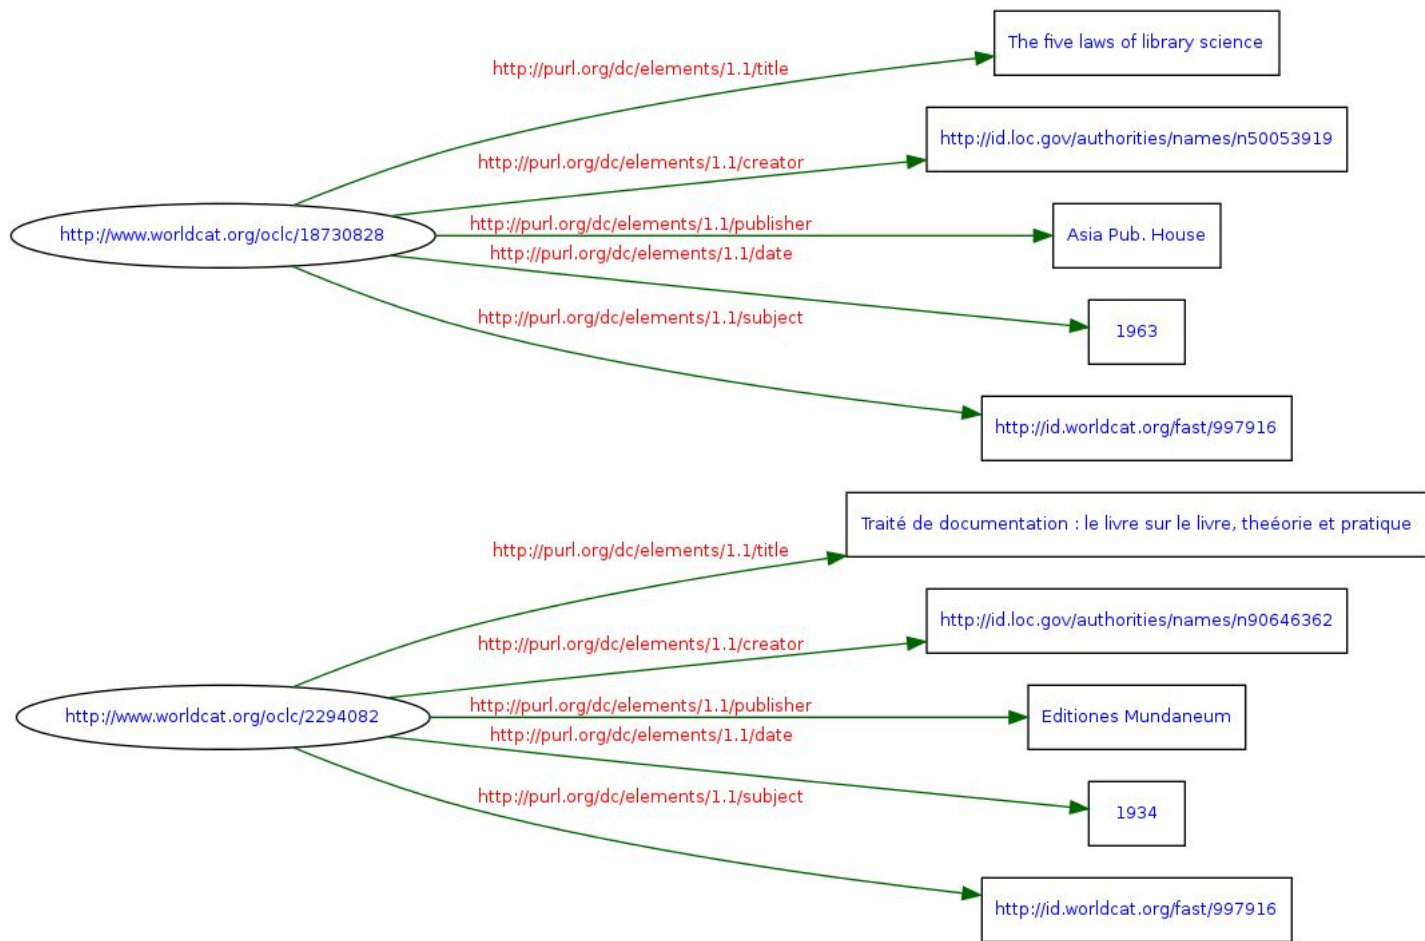 The five laws of library science
http://purl.org/dc/elements/1.1/title
http://id.loc.gov/authorities/names/n50053919
http://purl.org/dc/elements/1.1/creator
http://www.worldcat.org/oclc/18730828
http://purl.org/dc/elements/1.1/publisher
Asia Pub. House
http://purl.org/dc/elements/1.1/date
1963
http://purl.org/dc/elements/1.1/subject
http://id.worldcat.org/fast/997916
Traité de documentation : le livre sur le livre, theéorie et pratique
http://purl.org/dc/elements/1.1/title
http://id.loc.gov/authorities/names/n90646362
http://purl.org/dc/elements/1.1/creator
http://www.worldcat.org/oclc/2294082
http://purl.org/dc/elements/1.1/publisher
Editiones Mundaneum
http://purl.org/dc/elements/1.1/date
1934
http://purl.org/dc/elements/1.1/subject
http://id.worldcat.org/fast/997916